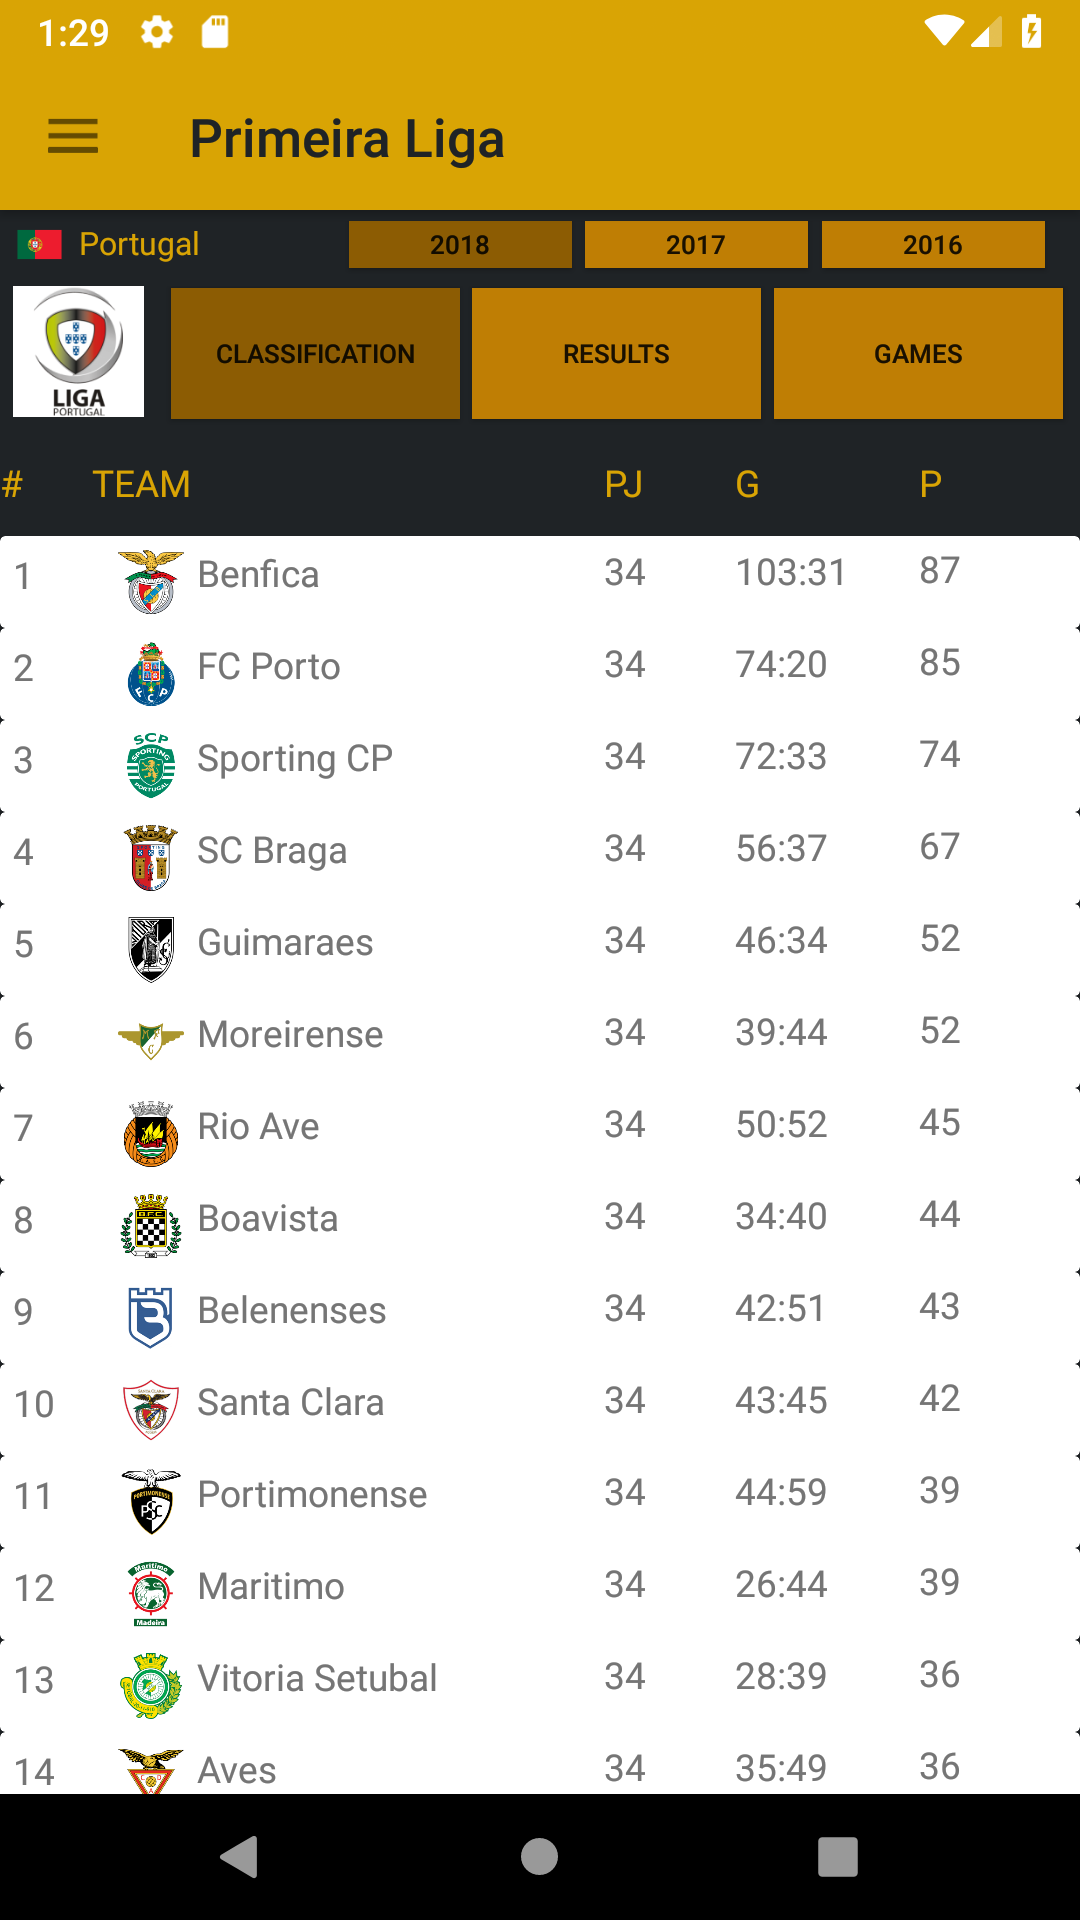 1:29
Primeira Liga
Portugal 2018 2017 2016
LIGA
PORTUGAL
CLASSIFICATION RESULTS GAMES
# TEAM PJ G P
1 Benfica 34 103:31 87
2 FC Porto 34 74:20 85
3 Sporting CP 34 72:33 74
4 SC Braga 34 56:37 67
5 Guimaraes 34 46:34 52
6 Moreirense 34 39:44 52
7 Rio Ave 34 50:52 45
8 Boavista 34 34:40 44
9 Belenenses 34 42:51 43
10 Santa Clara 34 43:45 42
11 Portimonense 34 44:59 39
12 Maritimo 34 26:44 39
13 Vitoria Setubal 34 28:39 36
14 Aves 34 35:49 36